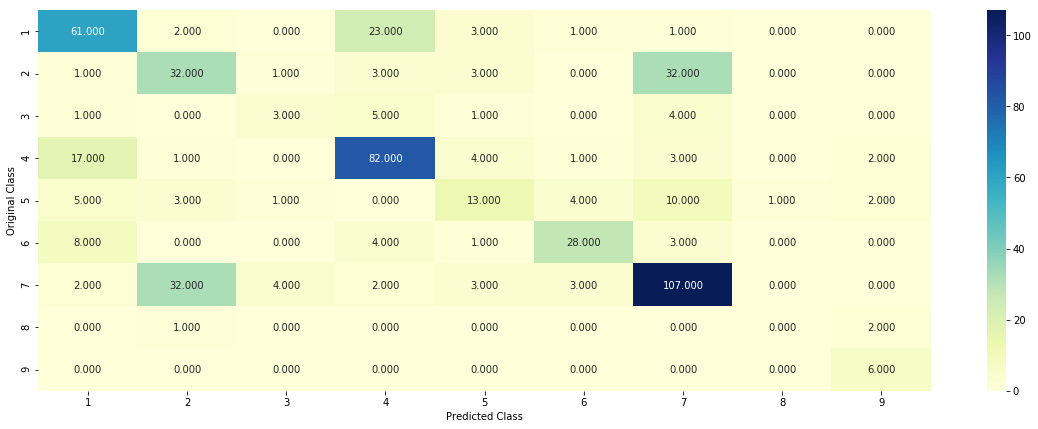 61.000 2.000 0.000 23.000 3.000 1.000 1.000 0.000 0.000
1.000 32.000 1.000 3.000 3.000 0.000 32.000 0.000 0.000
1.000 0.000 3.000 5.000 1.000 0.000 4.000 0.000 0.000
17.000 1.000 0.000 82.000 4.000 1.000 3.000 0.000 2.000
5.000 3.000 1.000 0.000 13.000 4.000 10.000 1.000 2.000
8.000 0.000 0.000 4.000 1.000 28.000 3.000 0.000 0.000
2.000 32.000 4.000 2.000 3.000 3.000 107.000 0.000 0.000
0.000 1.000 0.000 0.000 0.000 0.000 0.000 0.000 2.000
0.000 0.000 0.000 0.000 0.000 0.000 0.000 0.000 6.000
1 2 3 4 5 6 7 8 9
Original Class
1 2 3 4 5 6 7 8 9
Predicted Class
100
80
60
40
20
0